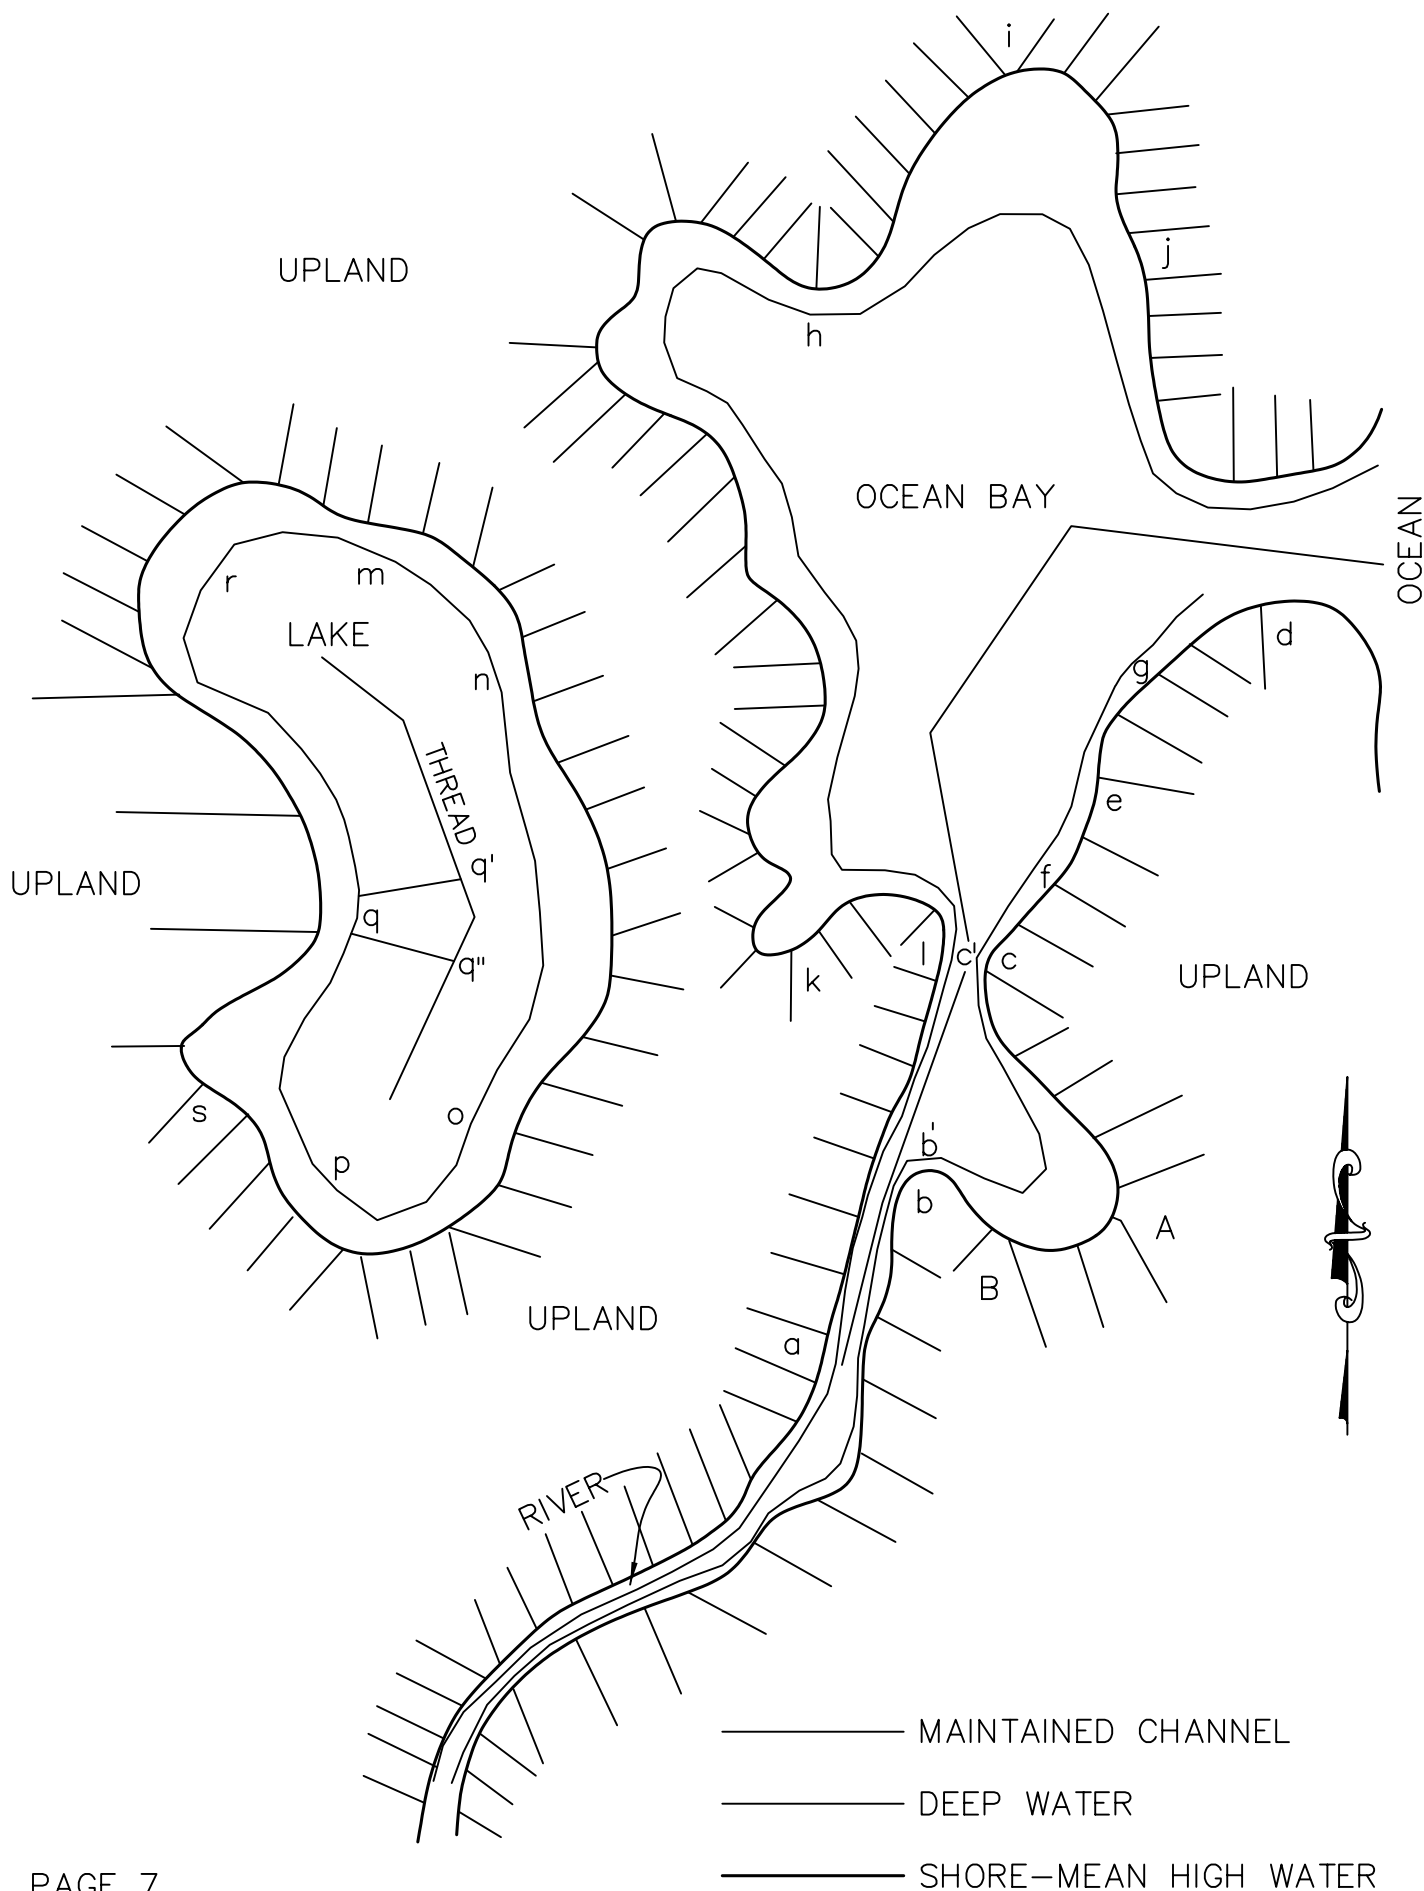 i
j
UPLAND
h
OCEAN BAY
OCEAN
r
m
LAKE
n
d
g
THREAD
e
UPLAND
q'
q
f
q"
l
c'
c
k
UPLAND
s
o
p
b'
b
A
B
UPLAND
a
RIVER
MAINTAINED CHANNEL
DEEP WATER
SHORE-MEAN HIGH WATER
PAGE 7